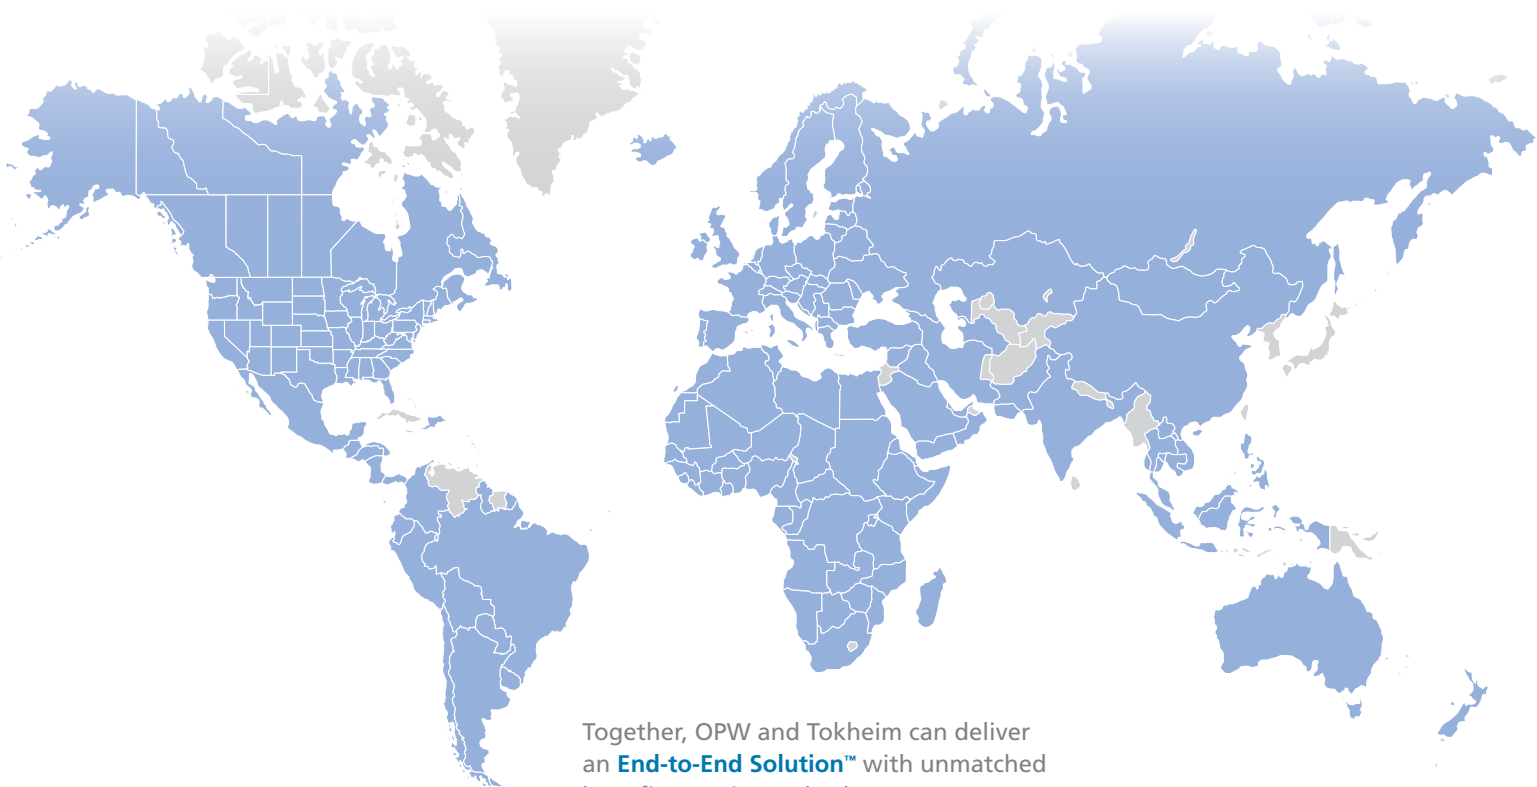 Together, OPW and Tokheim can deliver
an End-to-End Solution™ with unmatched